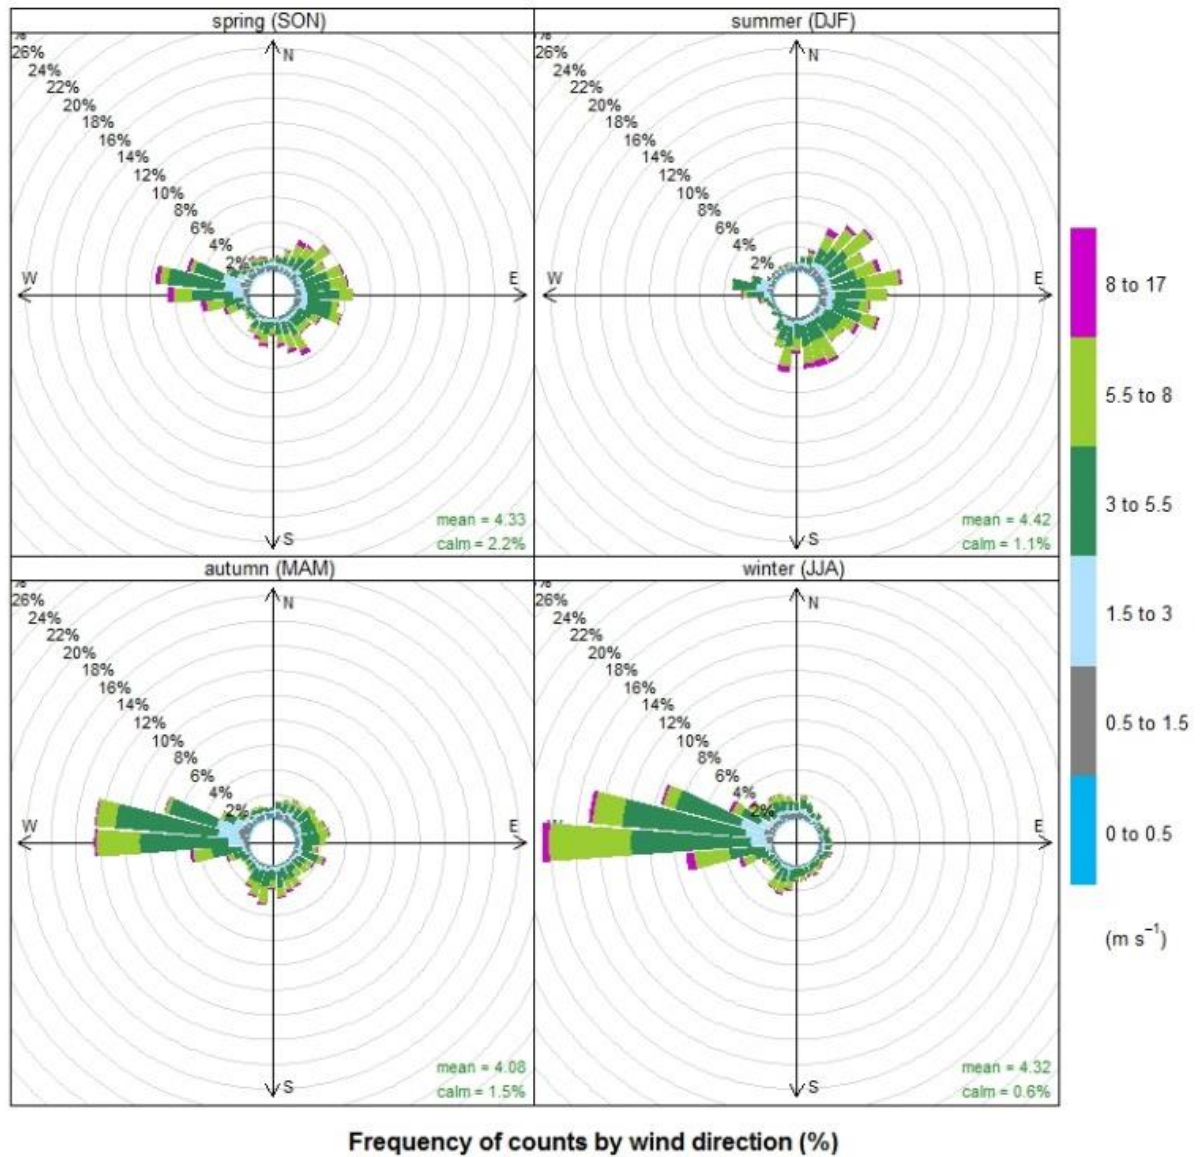 spring (SON)
%
26%
24%
22%
20%
18%
16%
14%
12%
10%
8%
6%
4%
2%
N
W
E
S
mean = 4.33
calm = 2.2%
summer (DJF)
%
26%
24%
22%
20%
18%
16%
14%
12%
10%
8%
6%
4%
2%
N
W
E
S
mean = 4.42
calm = 1.1%
autumn (MAM)
%
26%
24%
22%
20%
18%
16%
14%
12%
10%
8%
6%
4%
2%
N
W
E
S
mean = 4.08
calm = 1.5%
winter (JJA)
%
26%
24%
22%
20%
18%
16%
14%
12%
10%
8%
6%
4%
2%
N
E
S
mean = 4.32
calm = 0.6%
8 to 17
5.5 to 8
3 to 5.5
1.5 to 3
0.5 to 1.5
0 to 0.5
(m s⁻¹)
Frequency of counts by wind direction (%)